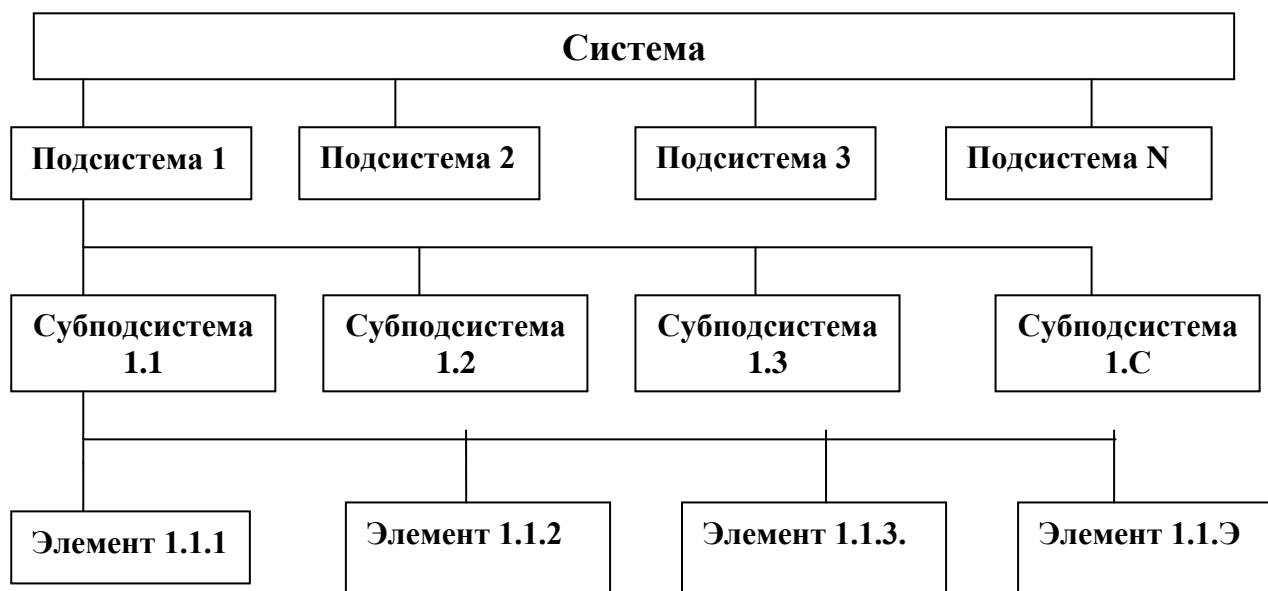 Система
Подсистема 1
Подсистема 2
Подсистема 3
Подсистема N
Субподсистема
1.1
Субподсистема
1.2
Субподсистема
1.3
Субподсистема
1.С
Элемент 1.1.1
Элемент 1.1.2
Элемент 1.1.3.
Элемент 1.1.Э